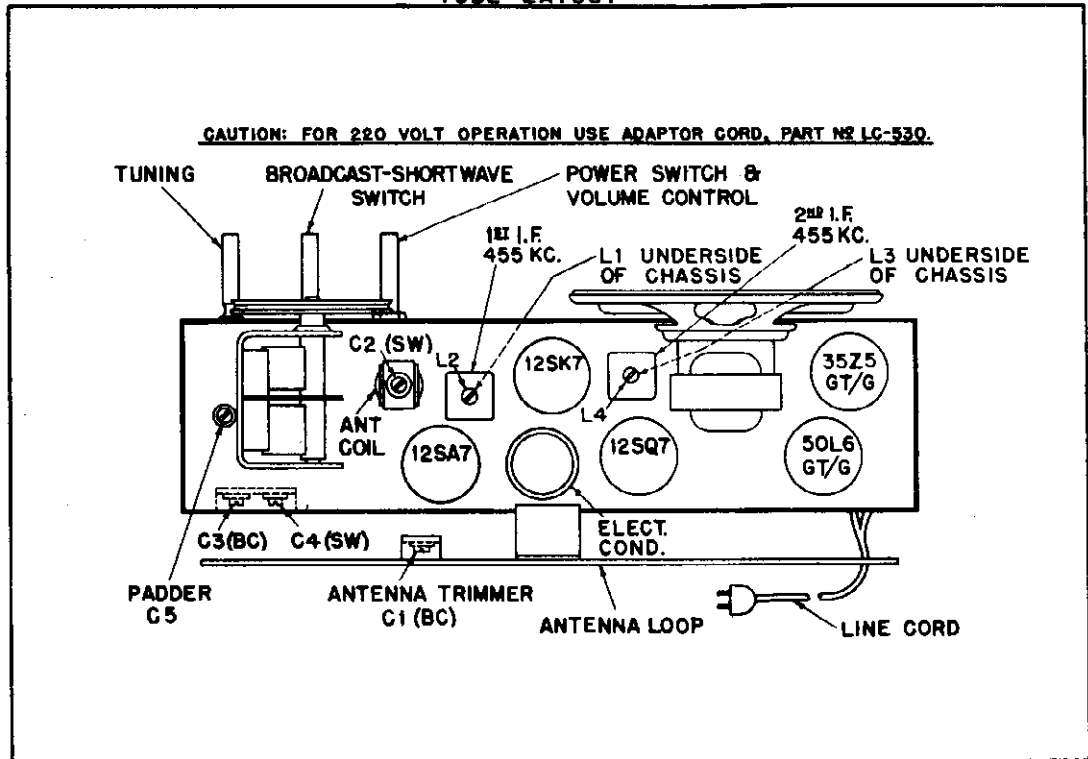 TUBE LAYOUT
CAUTION: FOR 220 VOLT OPERATION USE ADAPTOR CORD, PART Nº LC-530.
TUNING
BROADCAST-SHORTWAVE
SWITCH
POWER SWITCH &
VOLUME CONTROL
1ST I.F.
455 KC.
L1 UNDERSIDE
OF CHASSIS
2ND I.F.
455 KC.
L3 UNDERSIDE
OF CHASSIS
C2 (SW)
L2
12SK7
L4
35Z5
GT/G
ANT
COIL
12SA7
12SQ7
50L6
GT/G
C3 (BC)
C4 (SW)
ELECT.
COND.
PADDER
C5
ANTENNA TRIMMER
C1 (BC)
ANTENNA LOOP
LINE CORD